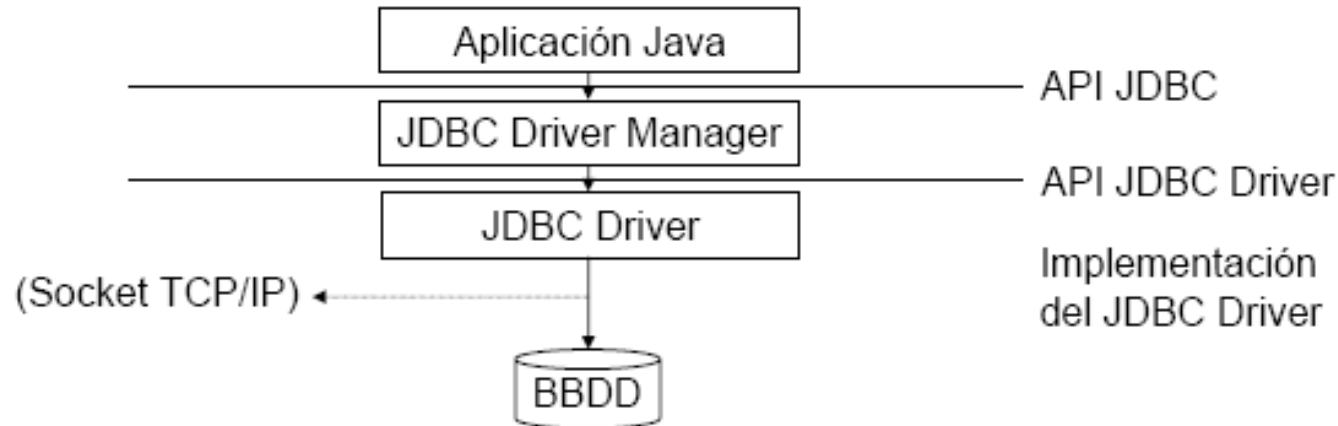 Aplicación Java
API JDBC
JDBC Driver Manager
API JDBC Driver
JDBC Driver
Implementación
del JDBC Driver
(Socket TCP/IP)
BBDD